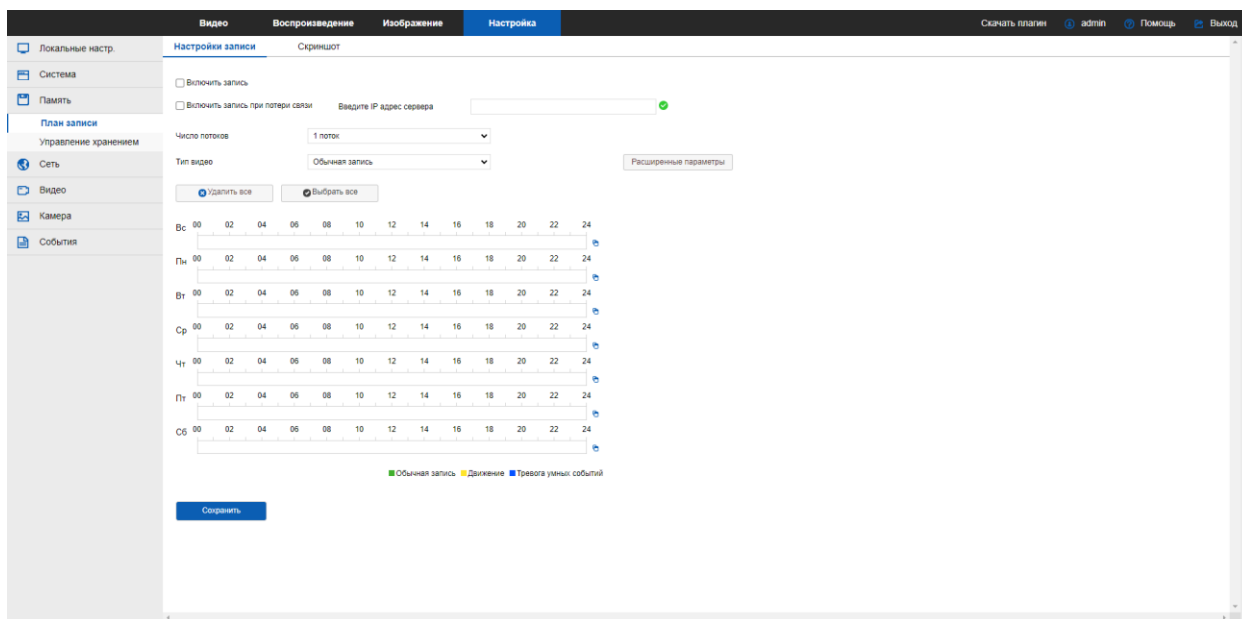 Видео Воспроизведение Изображение Настройка Скачать плагин admin Помощь Выход
Локальные настр.
Система
Память
План записи
Управление хранением
Сеть
Видео
Камера
События
Настройки записи Скриншот
Включить запись
Включить запись при потери связи Введите IP адрес сервера
Число потоков 1 поток
Тип видео Обычная запись Расширенные параметры
Удалить все Выбрать все
Вс 00 02 04 06 08 10 12 14 16 18 20 22 24
Пн 00 02 04 06 08 10 12 14 16 18 20 22 24
Вт 00 02 04 06 08 10 12 14 16 18 20 22 24
Ср 00 02 04 06 08 10 12 14 16 18 20 22 24
Чт 00 02 04 06 08 10 12 14 16 18 20 22 24
Пт 00 02 04 06 08 10 12 14 16 18 20 22 24
Сб 00 02 04 06 08 10 12 14 16 18 20 22 24
Обычная запись Движение Тревога умных событий
Сохранить